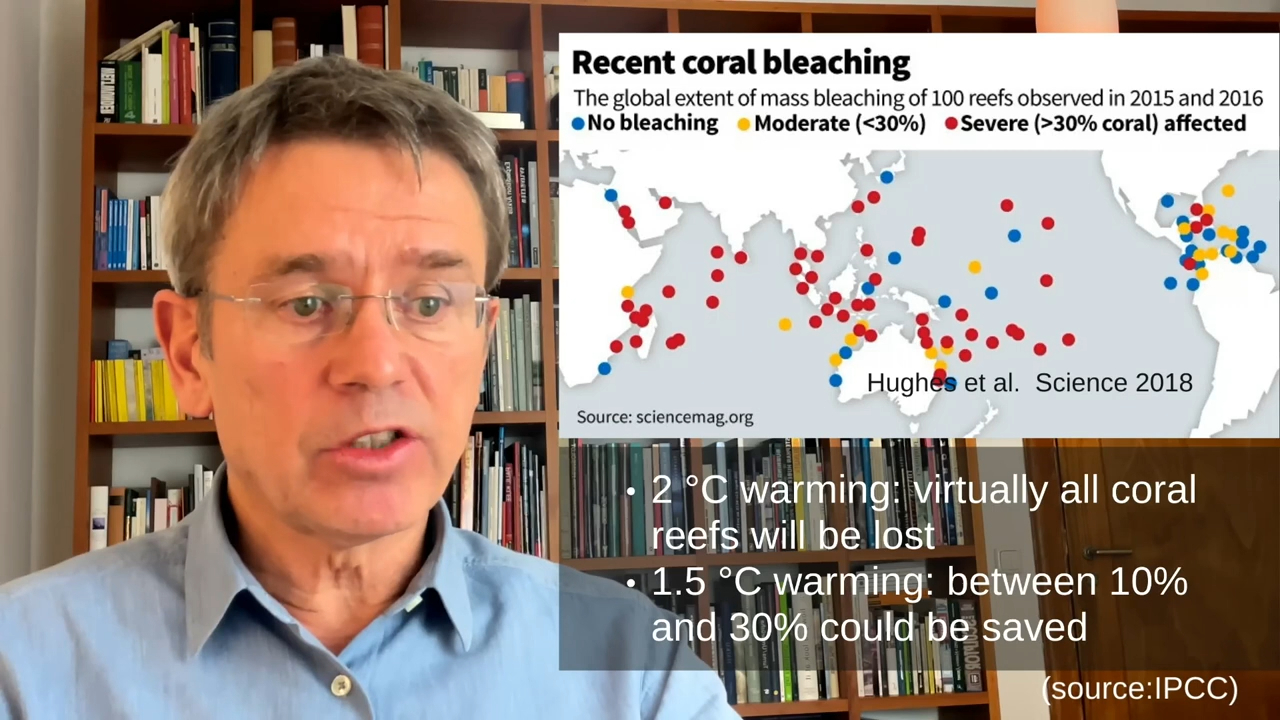 Recent coral bleaching
The global extent of mass bleaching of 100 reefs observed in 2015 and 2016
No bleaching Moderate (<30%) Severe (>30% coral) affected
Hughes et al. Science 2018
Source: sciencemag.org
• 2 °C warming: virtually all coral
reefs will be lost
• 1.5 °C warming: between 10%
and 30% could be saved
(source:IPCC)